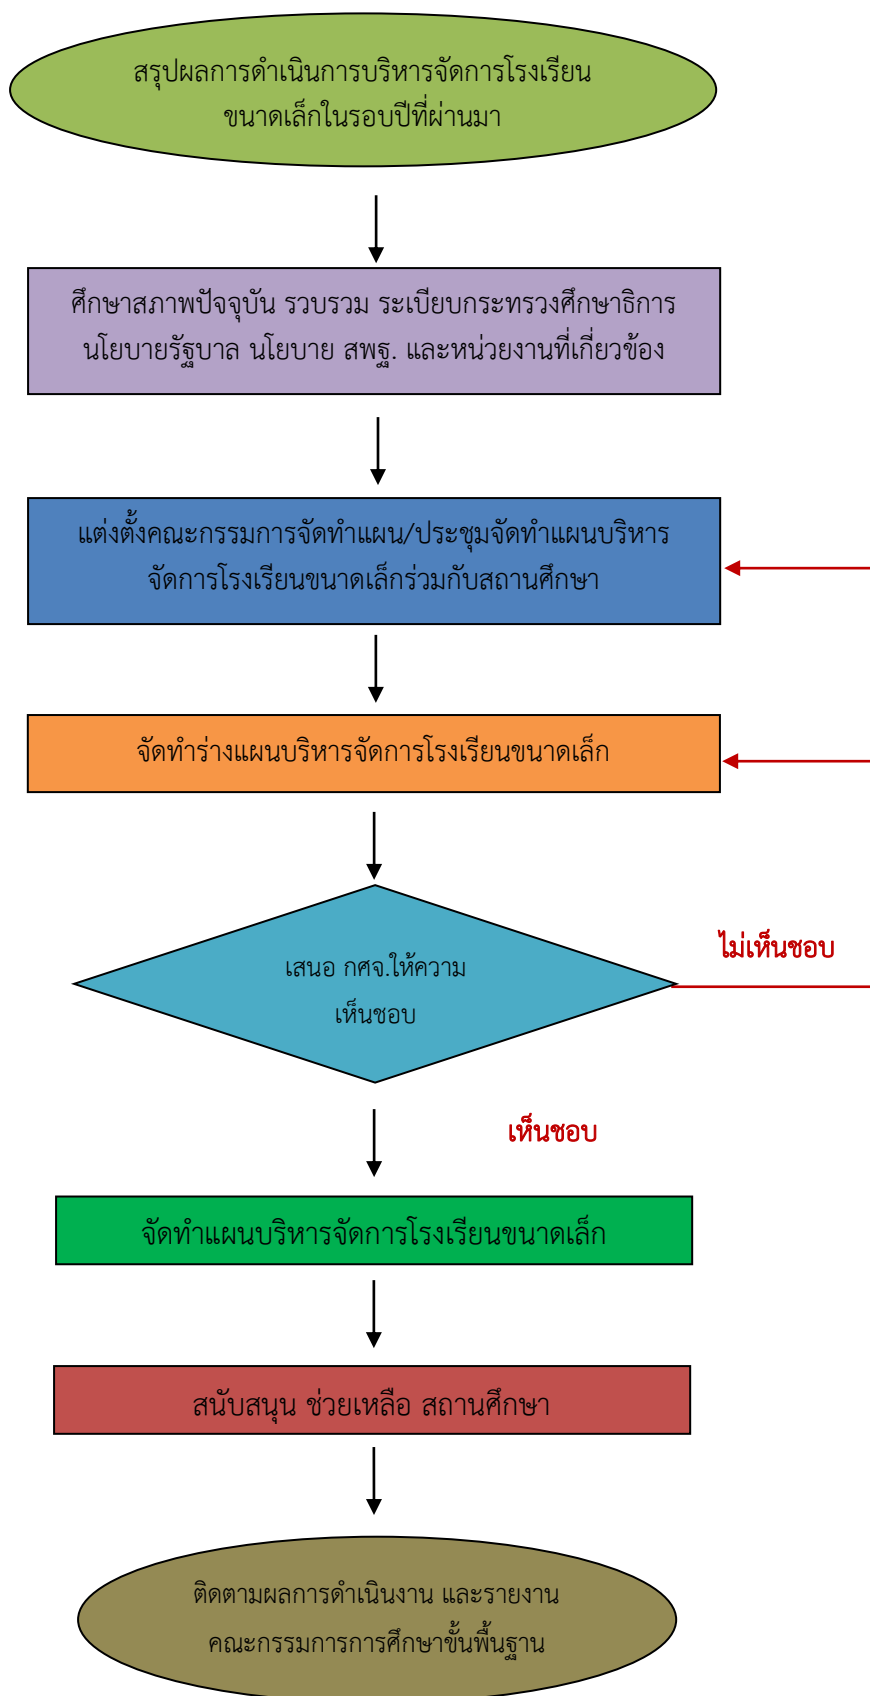 สรุปผลการดำเนินการบริหารจัดการโรงเรียน
ขนาดเล็กในรอบปีที่ผ่านมา
ศึกษาสภาพปัจจุบัน รวบรวม ระเบียบกระทรวงศึกษาธิการ
นโยบายรัฐบาล นโยบาย สพฐ. และหน่วยงานที่เกี่ยวข้อง
แต่งตั้งคณะกรรมการจัดทำแผน/ประชุมจัดทำแผนบริหาร
จัดการโรงเรียนขนาดเล็กร่วมกับสถานศึกษา
จัดทำร่างแผนบริหารจัดการโรงเรียนขนาดเล็ก
ไม่เห็นชอบ
เสนอ กศจ.ให้ความ
เห็นชอบ
เห็นชอบ
จัดทำแผนบริหารจัดการโรงเรียนขนาดเล็ก
สนับสนุน ช่วยเหลือ สถานศึกษา
ติดตามผลการดำเนินงาน และรายงาน
คณะกรรมการการศึกษาขั้นพื้นฐาน